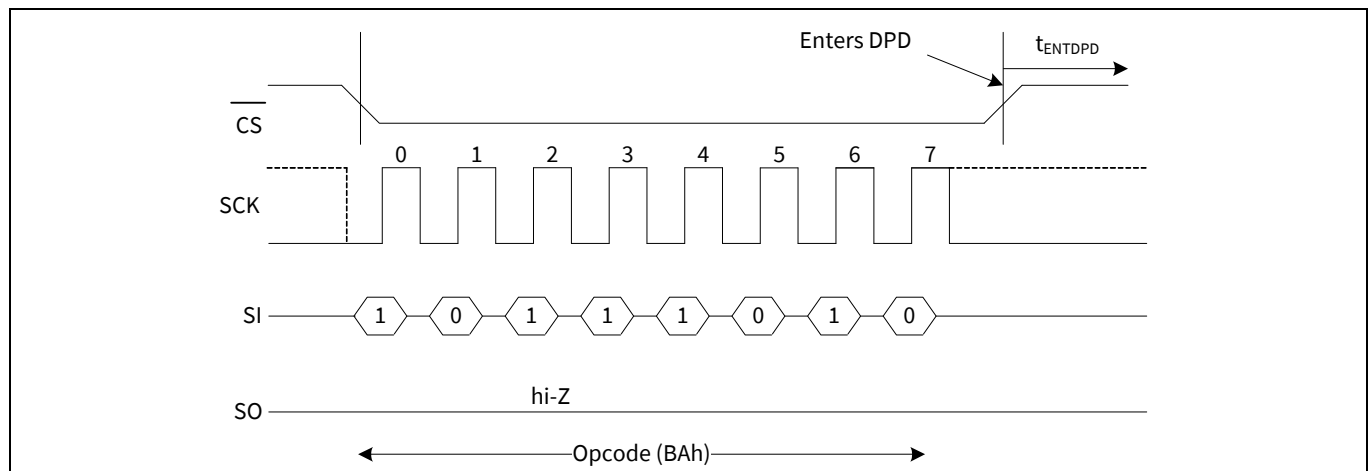 Enters DPD
tENTDPD
CS
0 1 2 3 4 5 6 7
SCK
SI 1 0 1 1 1 0 1 0
hi-Z
SO
Opcode (BAh)